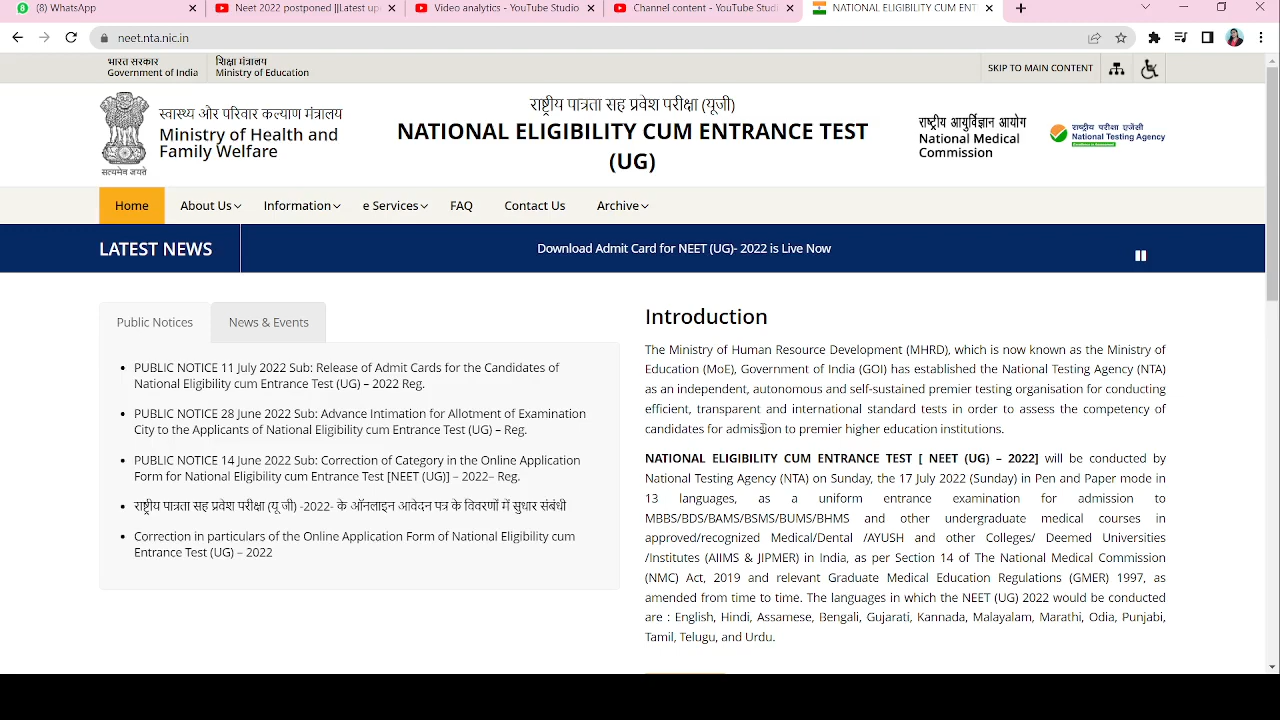 (8) WhatsApp
Neet 2022 postponed ||Latest up
Video analytics - YouTube Studio
Channel content - YouTube Studi
NATIONAL ELIGIBILITY CUM ENT
neet.nta.nic.in
भारत सरकार
Government of India
शिक्षा मंत्रालय
Ministry of Education
SKIP TO MAIN CONTENT
स्वास्थ्य और परिवार कल्याण मंत्रालय
Ministry of Health and
Family Welfare
सत्यमेव जयते
राष्ट्रीय पात्रता सह प्रवेश परीक्षा (यूजी)
NATIONAL ELIGIBILITY CUM ENTRANCE TEST
(UG)
राष्ट्रीय आयुर्विज्ञान आयोग
National Medical
Commission
राष्ट्रीय परीक्षा एजेंसी
National Testing Agency
Excellence in Assessment
Home
About Us
Information
e Services
FAQ
Contact Us
Archive
LATEST NEWS
Download Admit Card for NEET (UG)- 2022 is Live Now
Public Notices
News & Events
PUBLIC NOTICE 11 July 2022 Sub: Release of Admit Cards for the Candidates of
National Eligibility cum Entrance Test (UG) – 2022 Reg.
PUBLIC NOTICE 28 June 2022 Sub: Advance Intimation for Allotment of Examination
City to the Applicants of National Eligibility cum Entrance Test (UG) – Reg.
PUBLIC NOTICE 14 June 2022 Sub: Correction of Category in the Online Application
Form for National Eligibility cum Entrance Test [NEET (UG)] – 2022– Reg.
राष्ट्रीय पात्रता सह प्रवेश परीक्षा (यू जी) -2022- के ऑनलाइन आवेदन पत्र के विवरणों में सुधार संबंधी
Correction in particulars of the Online Application Form of National Eligibility cum
Entrance Test (UG) – 2022
Introduction
The Ministry of Human Resource Development (MHRD), which is now known as the Ministry of
Education (MoE), Government of India (GOI) has established the National Testing Agency (NTA)
as an independent, autonomous and self-sustained premier testing organisation for conducting
efficient, transparent and international standard tests in order to assess the competency of
candidates for admission to premier higher education institutions.
NATIONAL ELIGIBILITY CUM ENTRANCE TEST [ NEET (UG) – 2022] will be conducted by
National Testing Agency (NTA) on Sunday, the 17 July 2022 (Sunday) in Pen and Paper mode in
13 languages, as a uniform entrance examination for admission to
MBBS/BDS/BAMS/BSMS/BUMS/BHMS and other undergraduate medical courses in
approved/recognized Medical/Dental /AYUSH and other Colleges/ Deemed Universities
/Institutes (AIIMS & JIPMER) in India, as per Section 14 of The National Medical Commission
(NMC) Act, 2019 and relevant Graduate Medical Education Regulations (GMER) 1997, as
amended from time to time. The languages in which the NEET (UG) 2022 would be conducted
are : English, Hindi, Assamese, Bengali, Gujarati, Kannada, Malayalam, Marathi, Odia, Punjabi,
Tamil, Telugu, and Urdu.